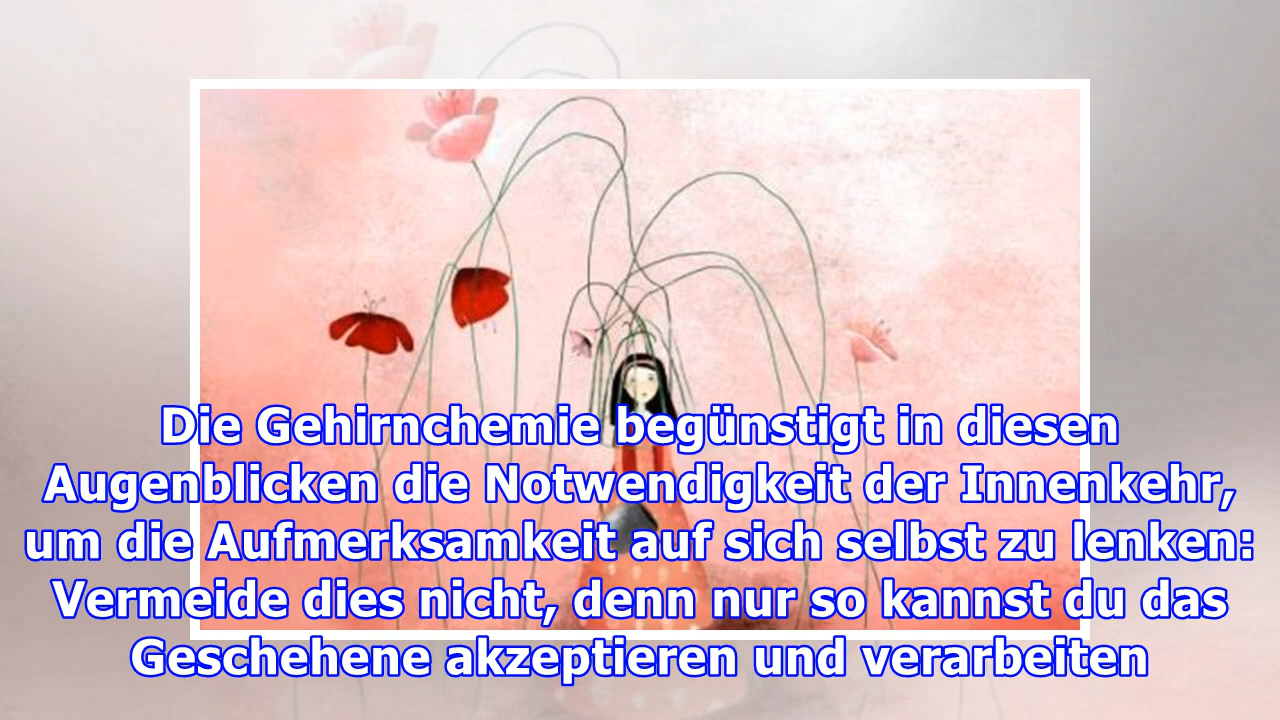 Die Gehirnchemie begünstigt in diesen
Augenblicken die Notwendigkeit der Innenkehr,
um die Aufmerksamkeit auf sich selbst zu lenken:
Vermeide dies nicht, denn nur so kannst du das
Geschehene akzeptieren und verarbeiten